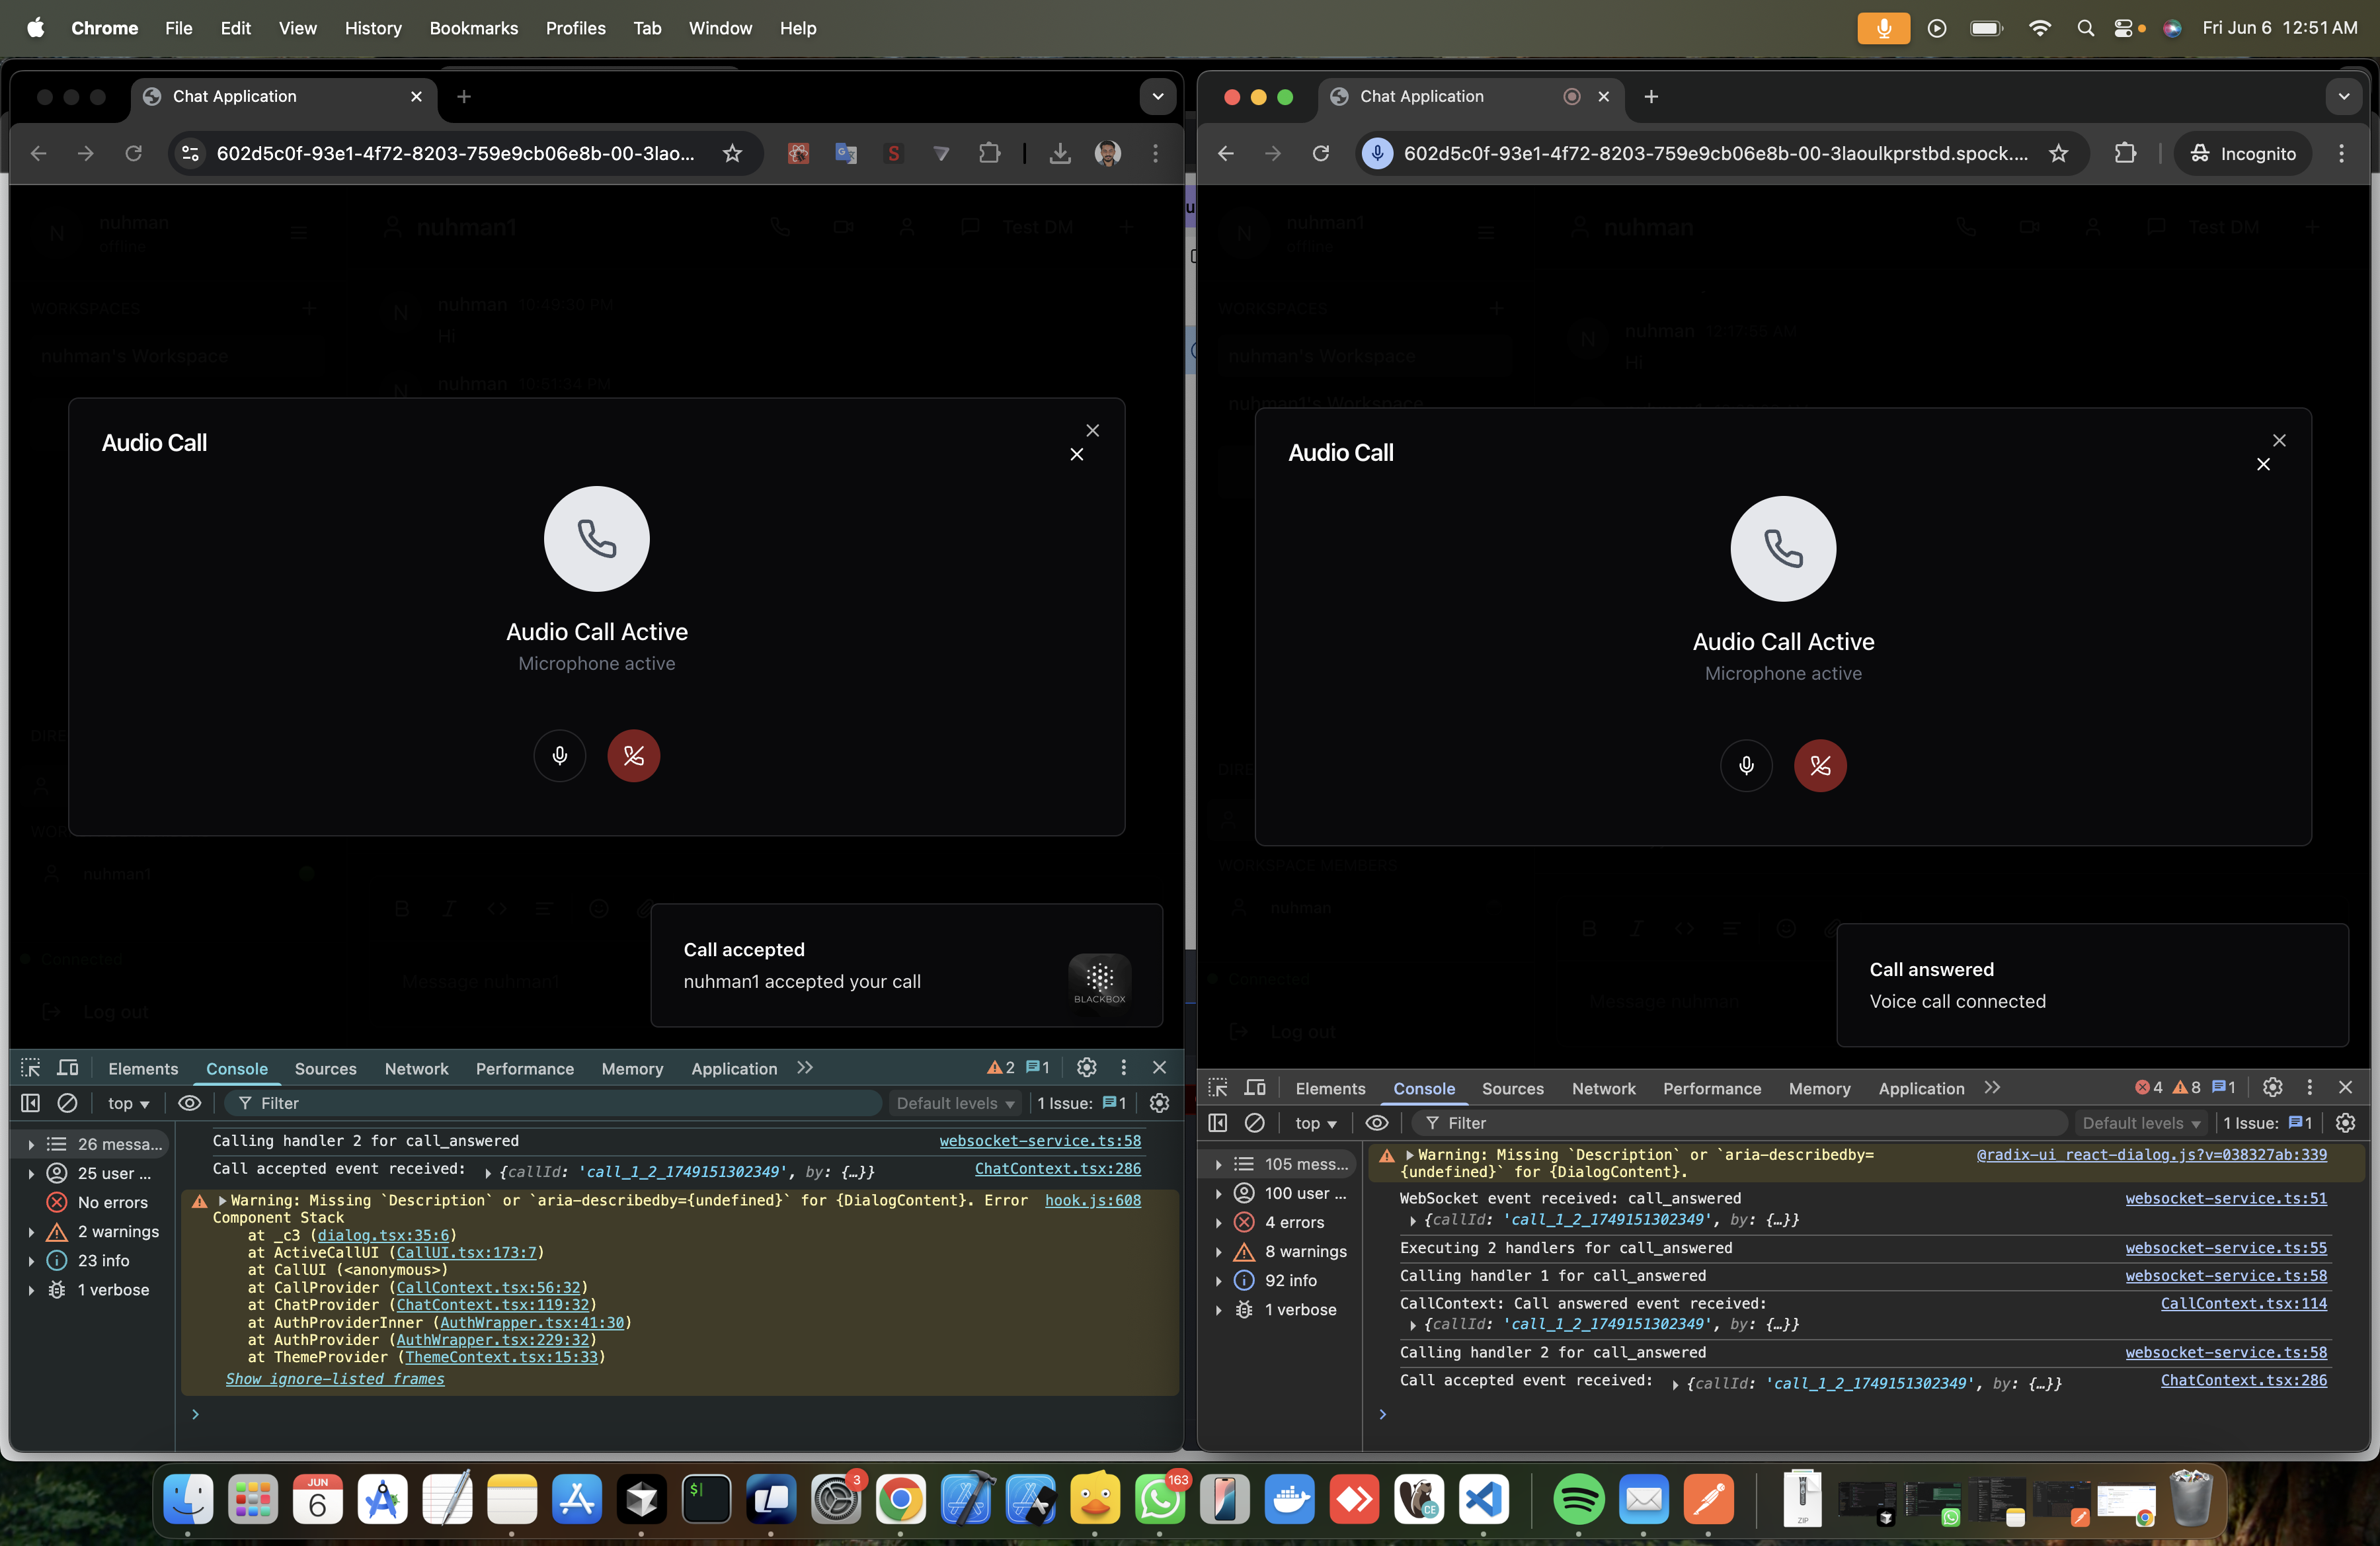 Chrome File Edit View History Bookmarks Profiles Tab Window Help Fri Jun 6 12:51 AM
Chat Application
602d5c0f-93e1-4f72-8203-759e9cb06e8b-00-3lao...
nuhman
offline
nuhman1
Test DM
WORKSPACES
nuhman's Workspace
nuhman 10:49:30 PM
Hi
nuhman 10:51:34 PM
Audio Call
Audio Call Active
Microphone active
DIRE
WOR
nuhman1
Connected
Message nuhman1
Log out
Call accepted
nuhman1 accepted your call
BLACKBOX
Elements Console Sources Network Performance Memory Application 2 1
top Filter Default levels 1 Issue: 1
26 messa...
25 user ...
No errors
2 warnings
23 info
1 verbose
Calling handler 2 for call_answered websocket-service.ts:58
Call accepted event received: {callId: 'call_1_2_1749151302349', by: {…}} ChatContext.tsx:286
Warning: Missing `Description` or `aria-describedby={undefined}` for {DialogContent}. Error hook.js:608
Component Stack
at _c3 (dialog.tsx:35:6)
at ActiveCallUI (CallUI.tsx:173:7)
at CallUI (<anonymous>)
at CallProvider (CallContext.tsx:56:32)
at ChatProvider (ChatContext.tsx:119:32)
at AuthProviderInner (AuthWrapper.tsx:41:30)
at AuthProvider (AuthWrapper.tsx:229:32)
at ThemeProvider (ThemeContext.tsx:15:33)
Show ignore-listed frames
Chat Application
602d5c0f-93e1-4f72-8203-759e9cb06e8b-00-3laoulkprstbd.spock.... Incognito
nuhman1
offline
nuhman
Test DM
WORKSPACES
nuhman's Workspace
nuhman1's Workspace
nuhman 12:17:55 AM
Hi
Audio Call
Audio Call Active
Microphone active
DIRE
WORKSPACE MEMBERS
nuhman
Connected
Message nuhman
Log out
Call answered
Voice call connected
Elements Console Sources Network Performance Memory Application 4 8 1
top Filter Default levels 1 Issue: 1
105 mess...
100 user ...
4 errors
8 warnings
92 info
1 verbose
Warning: Missing `Description` or `aria-describedby= @radix-ui_react-dialog.js?v=038327ab:339
{undefined}` for {DialogContent}.
WebSocket event received: call_answered websocket-service.ts:51
{callId: 'call_1_2_1749151302349', by: {…}}
Executing 2 handlers for call_answered websocket-service.ts:55
Calling handler 1 for call_answered websocket-service.ts:58
CallContext: Call answered event received: CallContext.tsx:114
{callId: 'call_1_2_1749151302349', by: {…}}
Calling handler 2 for call_answered websocket-service.ts:58
Call accepted event received: {callId: 'call_1_2_1749151302349', by: {…}} ChatContext.tsx:286
JUN
6
3
163
CE
ZIP